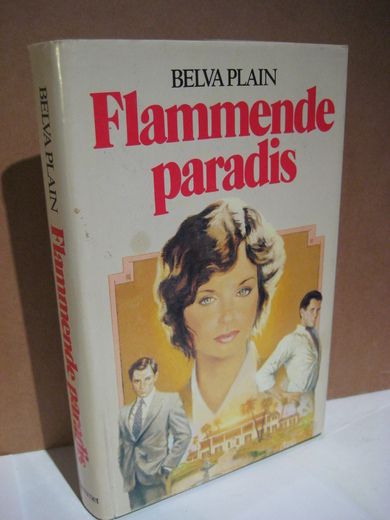 BELVA PLAIN
Flammende
paradis
BELVA PLAIN
Flammende paradis